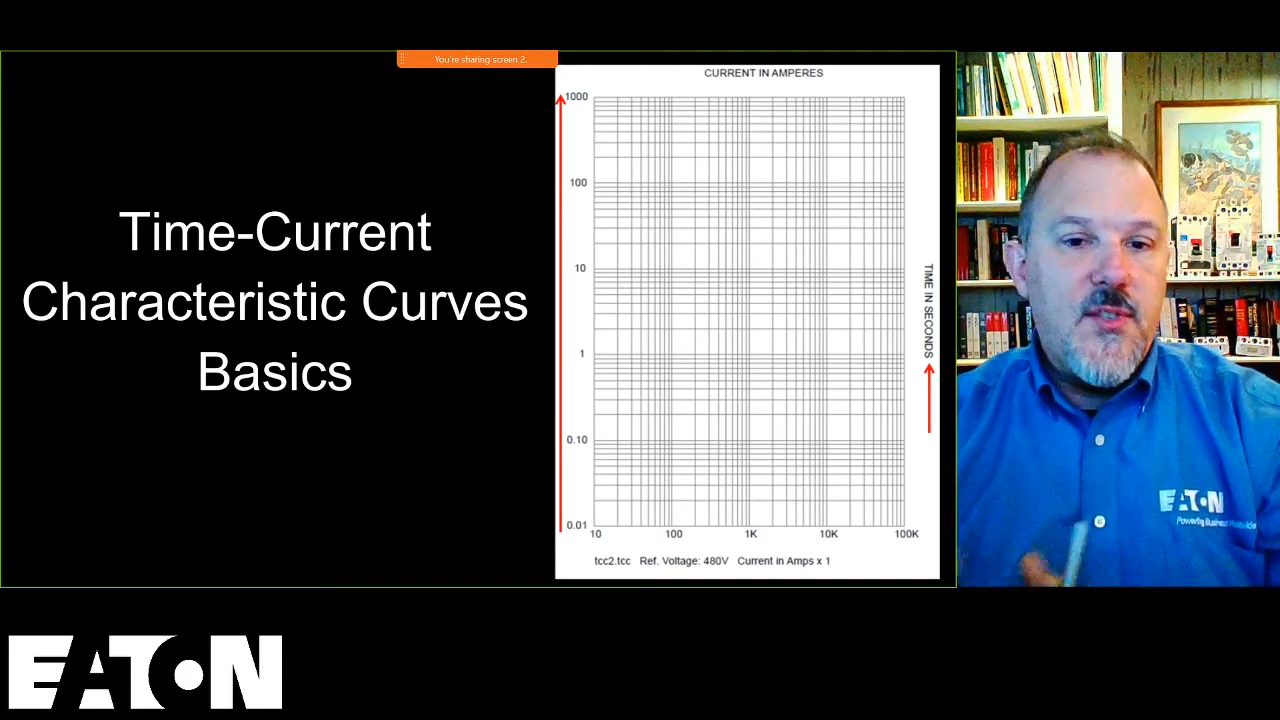 You're sharing screen 2.
Time-Current
Characteristic Curves
Basics
CURRENT IN AMPERES
1000
100
10
1
0.10
0.01
10 100 1K 10K 100K
TIME IN SECONDS
tcc2.tcc Ref. Voltage: 480V Current in Amps x 1
EATON
Powering Business Worldwide
EATON